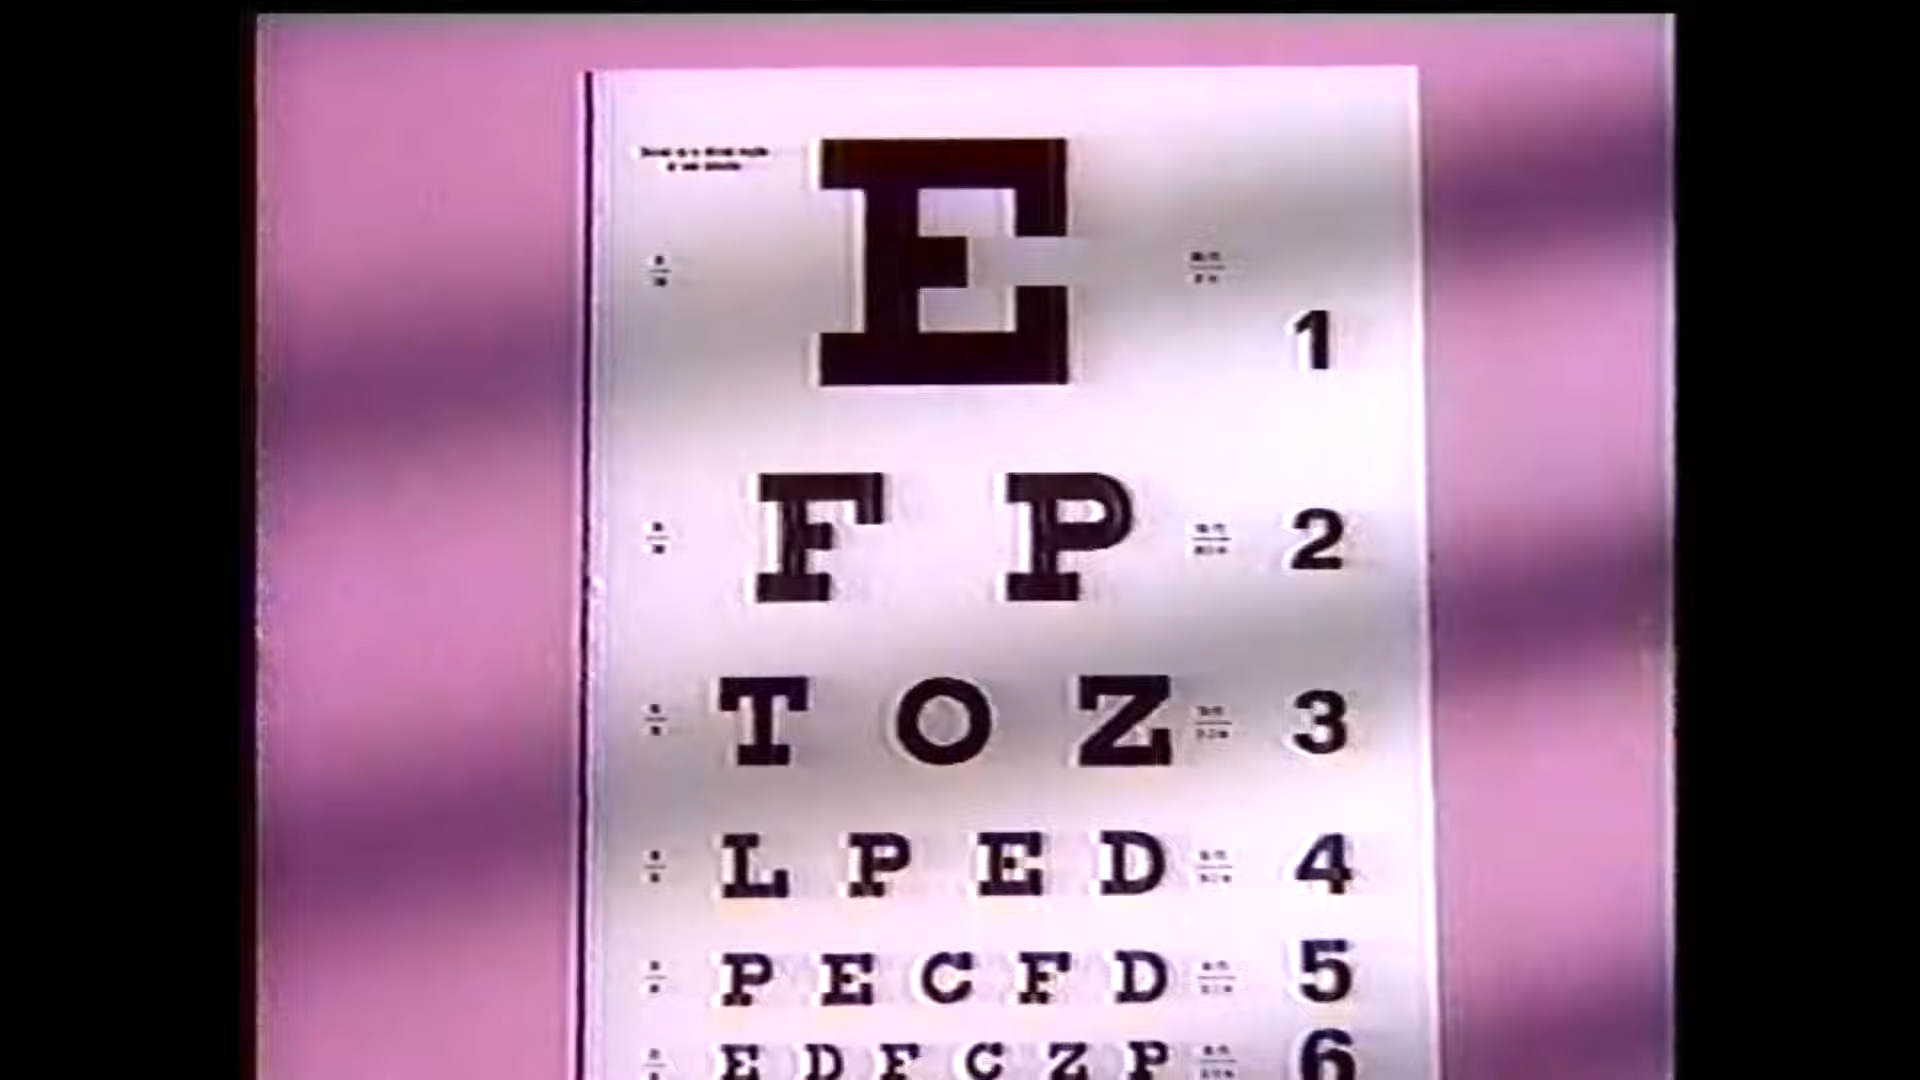 E
1
F P 2
T O Z 3
L P E D 4
P E C F D 5
E D F C Z P 6